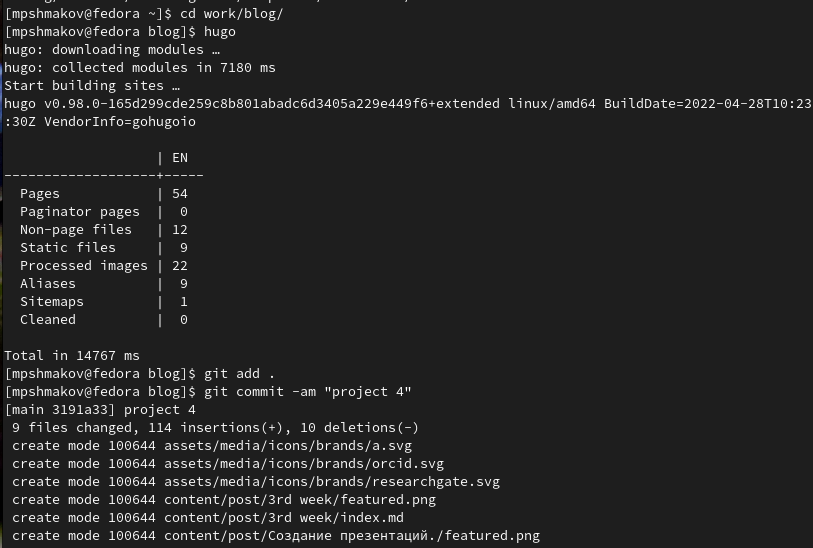 [mpshmakov@fedora ~]$ cd work/blog/
[mpshmakov@fedora blog]$ hugo
hugo: downloading modules …
hugo: collected modules in 7180 ms
Start building sites …
hugo v0.98.0-165d299cde259c8b801abadc6d3405a229e449f6+extended linux/amd64 BuildDate=2022-04-28T10:23
:30Z VendorInfo=gohugoio
                   | EN
-------------------+-----
  Pages            | 54
  Paginator pages  |  0
  Non-page files   | 12
  Static files     |  9
  Processed images | 22
  Aliases          |  9
  Sitemaps         |  1
  Cleaned          |  0
Total in 14767 ms
[mpshmakov@fedora blog]$ git add .
[mpshmakov@fedora blog]$ git commit -am "project 4"
[main 3191a33] project 4
 9 files changed, 114 insertions(+), 10 deletions(-)
 create mode 100644 assets/media/icons/brands/a.svg
 create mode 100644 assets/media/icons/brands/orcid.svg
 create mode 100644 assets/media/icons/brands/researchgate.svg
 create mode 100644 content/post/3rd week/featured.png
 create mode 100644 content/post/3rd week/index.md
 create mode 100644 content/post/Создание презентаций./featured.png